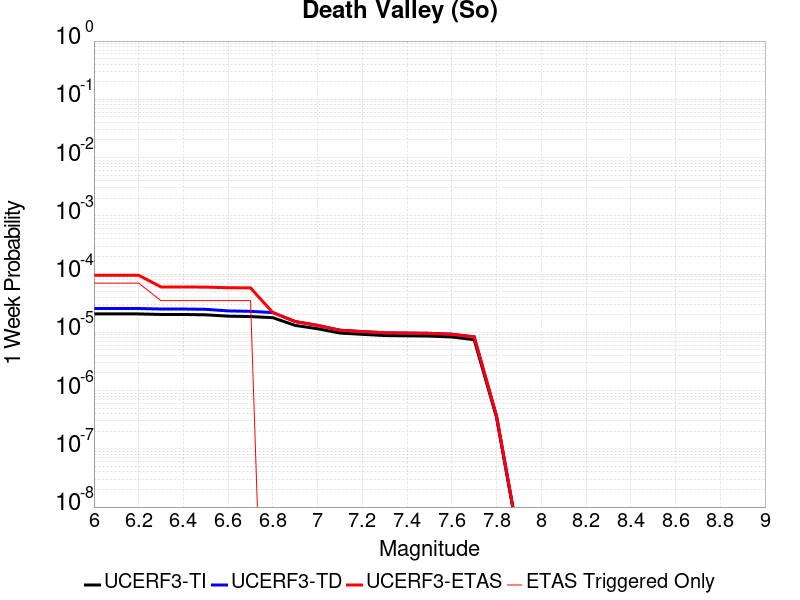 Death Valley (So)
10^0
10^-1
10^-2
10^-3
10^-4
10^-5
10^-6
10^-7
10^-8
1 Week Probability
6 6.2 6.4 6.6 6.8 7 7.2 7.4 7.6 7.8 8 8.2 8.4 8.6 8.8 9
Magnitude
UCERF3-TI UCERF3-TD UCERF3-ETAS ETAS Triggered Only